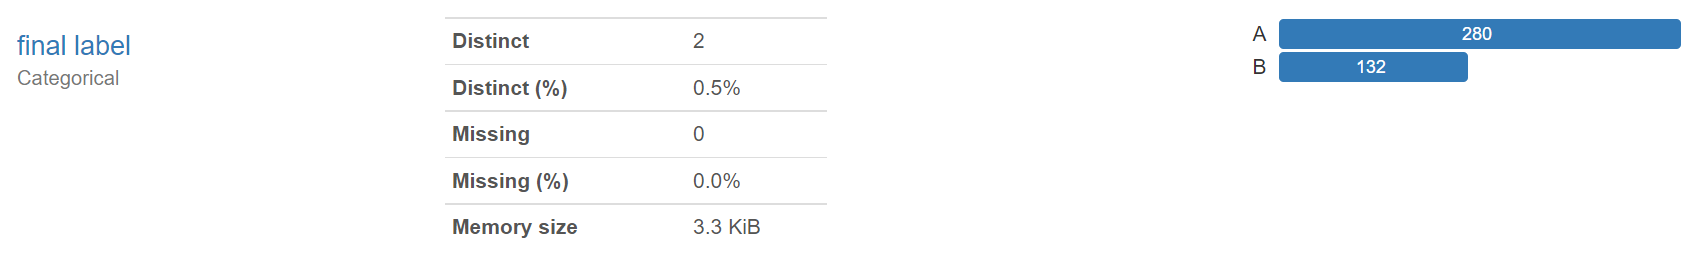 final label
Categorical
Distinct 2
Distinct (%) 0.5%
Missing 0
Missing (%) 0.0%
Memory size 3.3 KiB
A 280
B 132